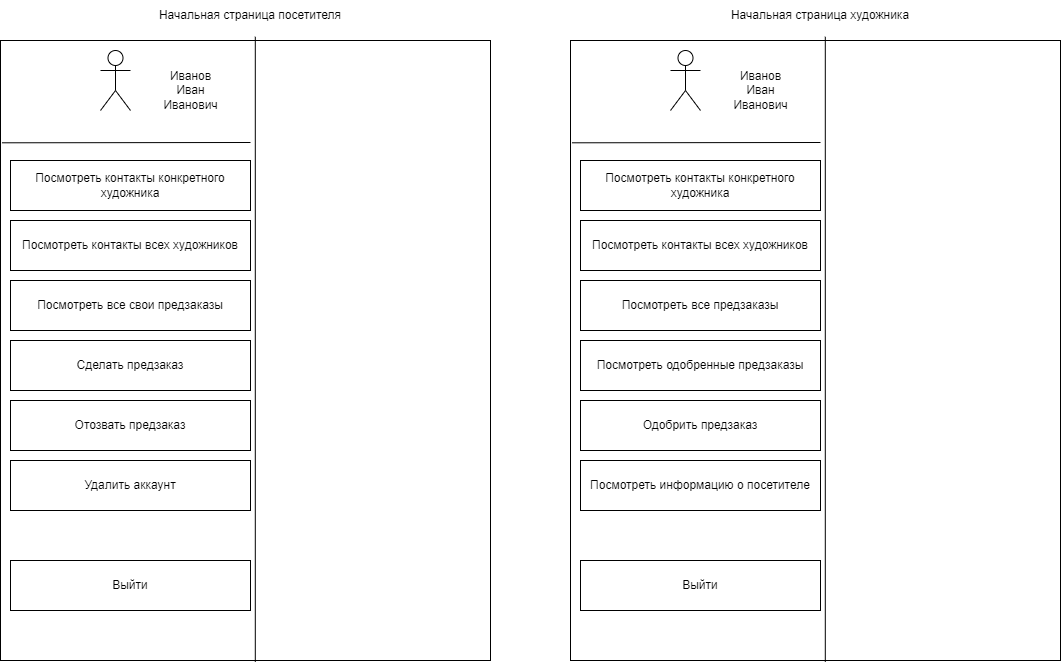 Начальная страница посетителя
Иванов
Иван
Иванович
Посмотреть контакты конкретного
художника
Посмотреть контакты всех художников
Посмотреть все свои предзаказы
Сделать предзаказ
Отозвать предзаказ
Удалить аккаунт
Выйти
Начальная страница художника
Иванов
Иван
Иванович
Посмотреть контакты конкретного
художника
Посмотреть контакты всех художников
Посмотреть все предзаказы
Посмотреть одобренные предзаказы
Одобрить предзаказ
Посмотреть информацию о посетителе
Выйти